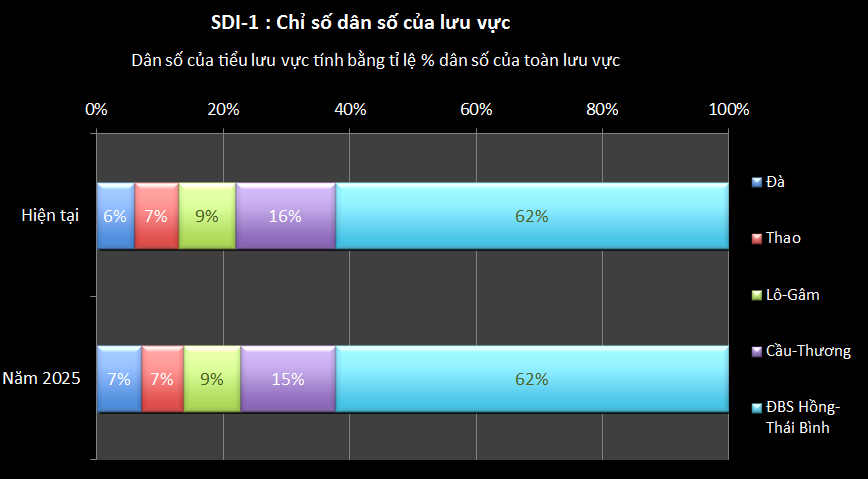 SDI-1 : Chỉ số dân số của lưu vực
Dân số của tiểu lưu vực tính bằng tỉ lệ % dân số của toàn lưu vực
0% 20% 40% 60% 80% 100%
Hiện tại 6% 7% 9% 16% 62%
Năm 2025 7% 7% 9% 15% 62%
Đà
Thao
Lô-Gâm
Cầu-Thương
ĐBS Hồng-
Thái Bình